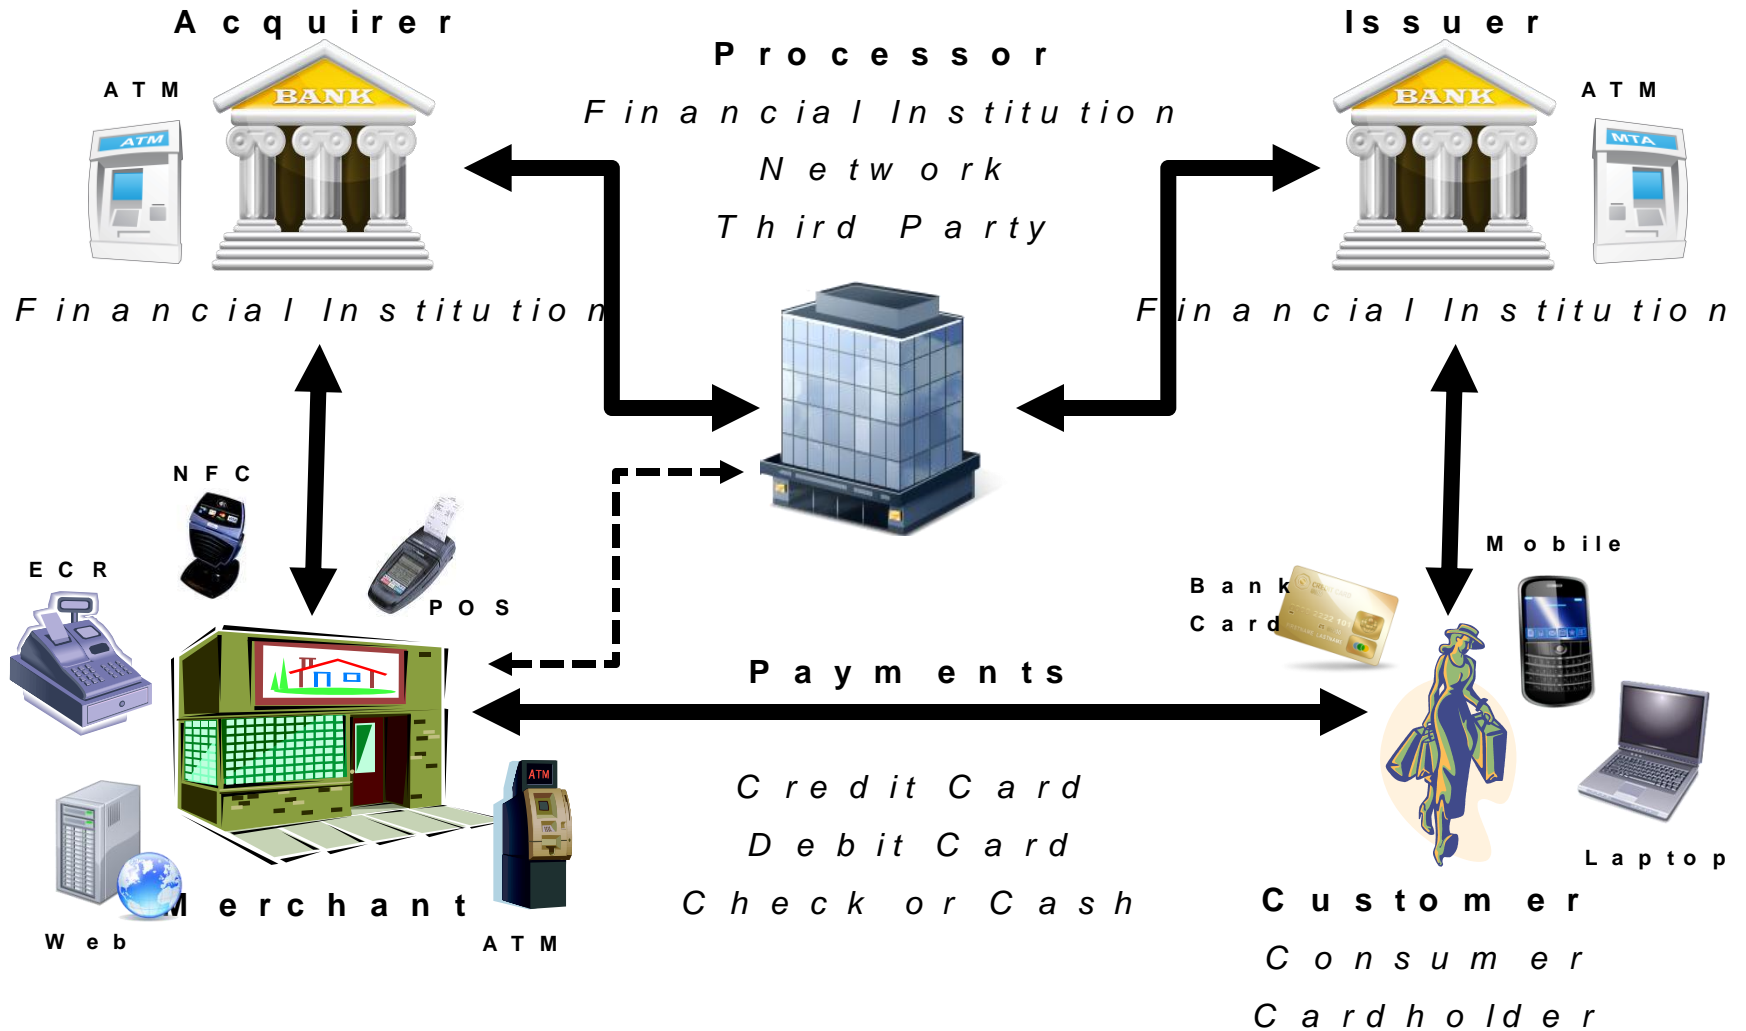 Acquirer
Issuer
Processor
ATM
BANK
BANK
ATM
Financial Institution
ATM
MTA
Network
Third Party
Financial Institution
Financial Institution
NFC
Mobile
ECR
Bank
POS
Card
Payments
ATM
Credit Card
Debit Card
Laptop
Check or Cash
Merchant
Customer
Web
ATM
Consumer
Cardholder